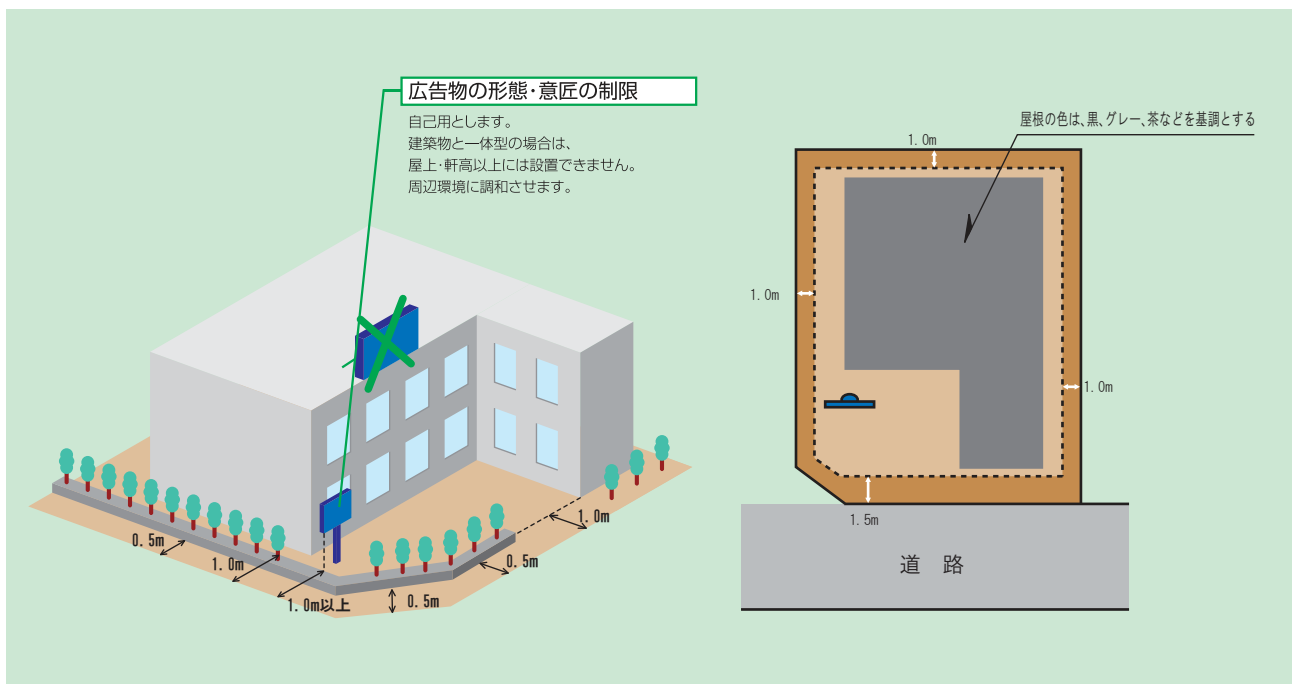 広告物の形態・意匠の制限
自己用とします。
建築物と一体型の場合は、
屋上・軒高以上には設置できません。
周辺環境に調和させます。
0.5m
1.0m
1.0m以上
0.5m
0.5m
1.0m
屋根の色は、黒、グレー、茶などを基調とする
1.0m
1.0m
1.0m
1.5m
道 路